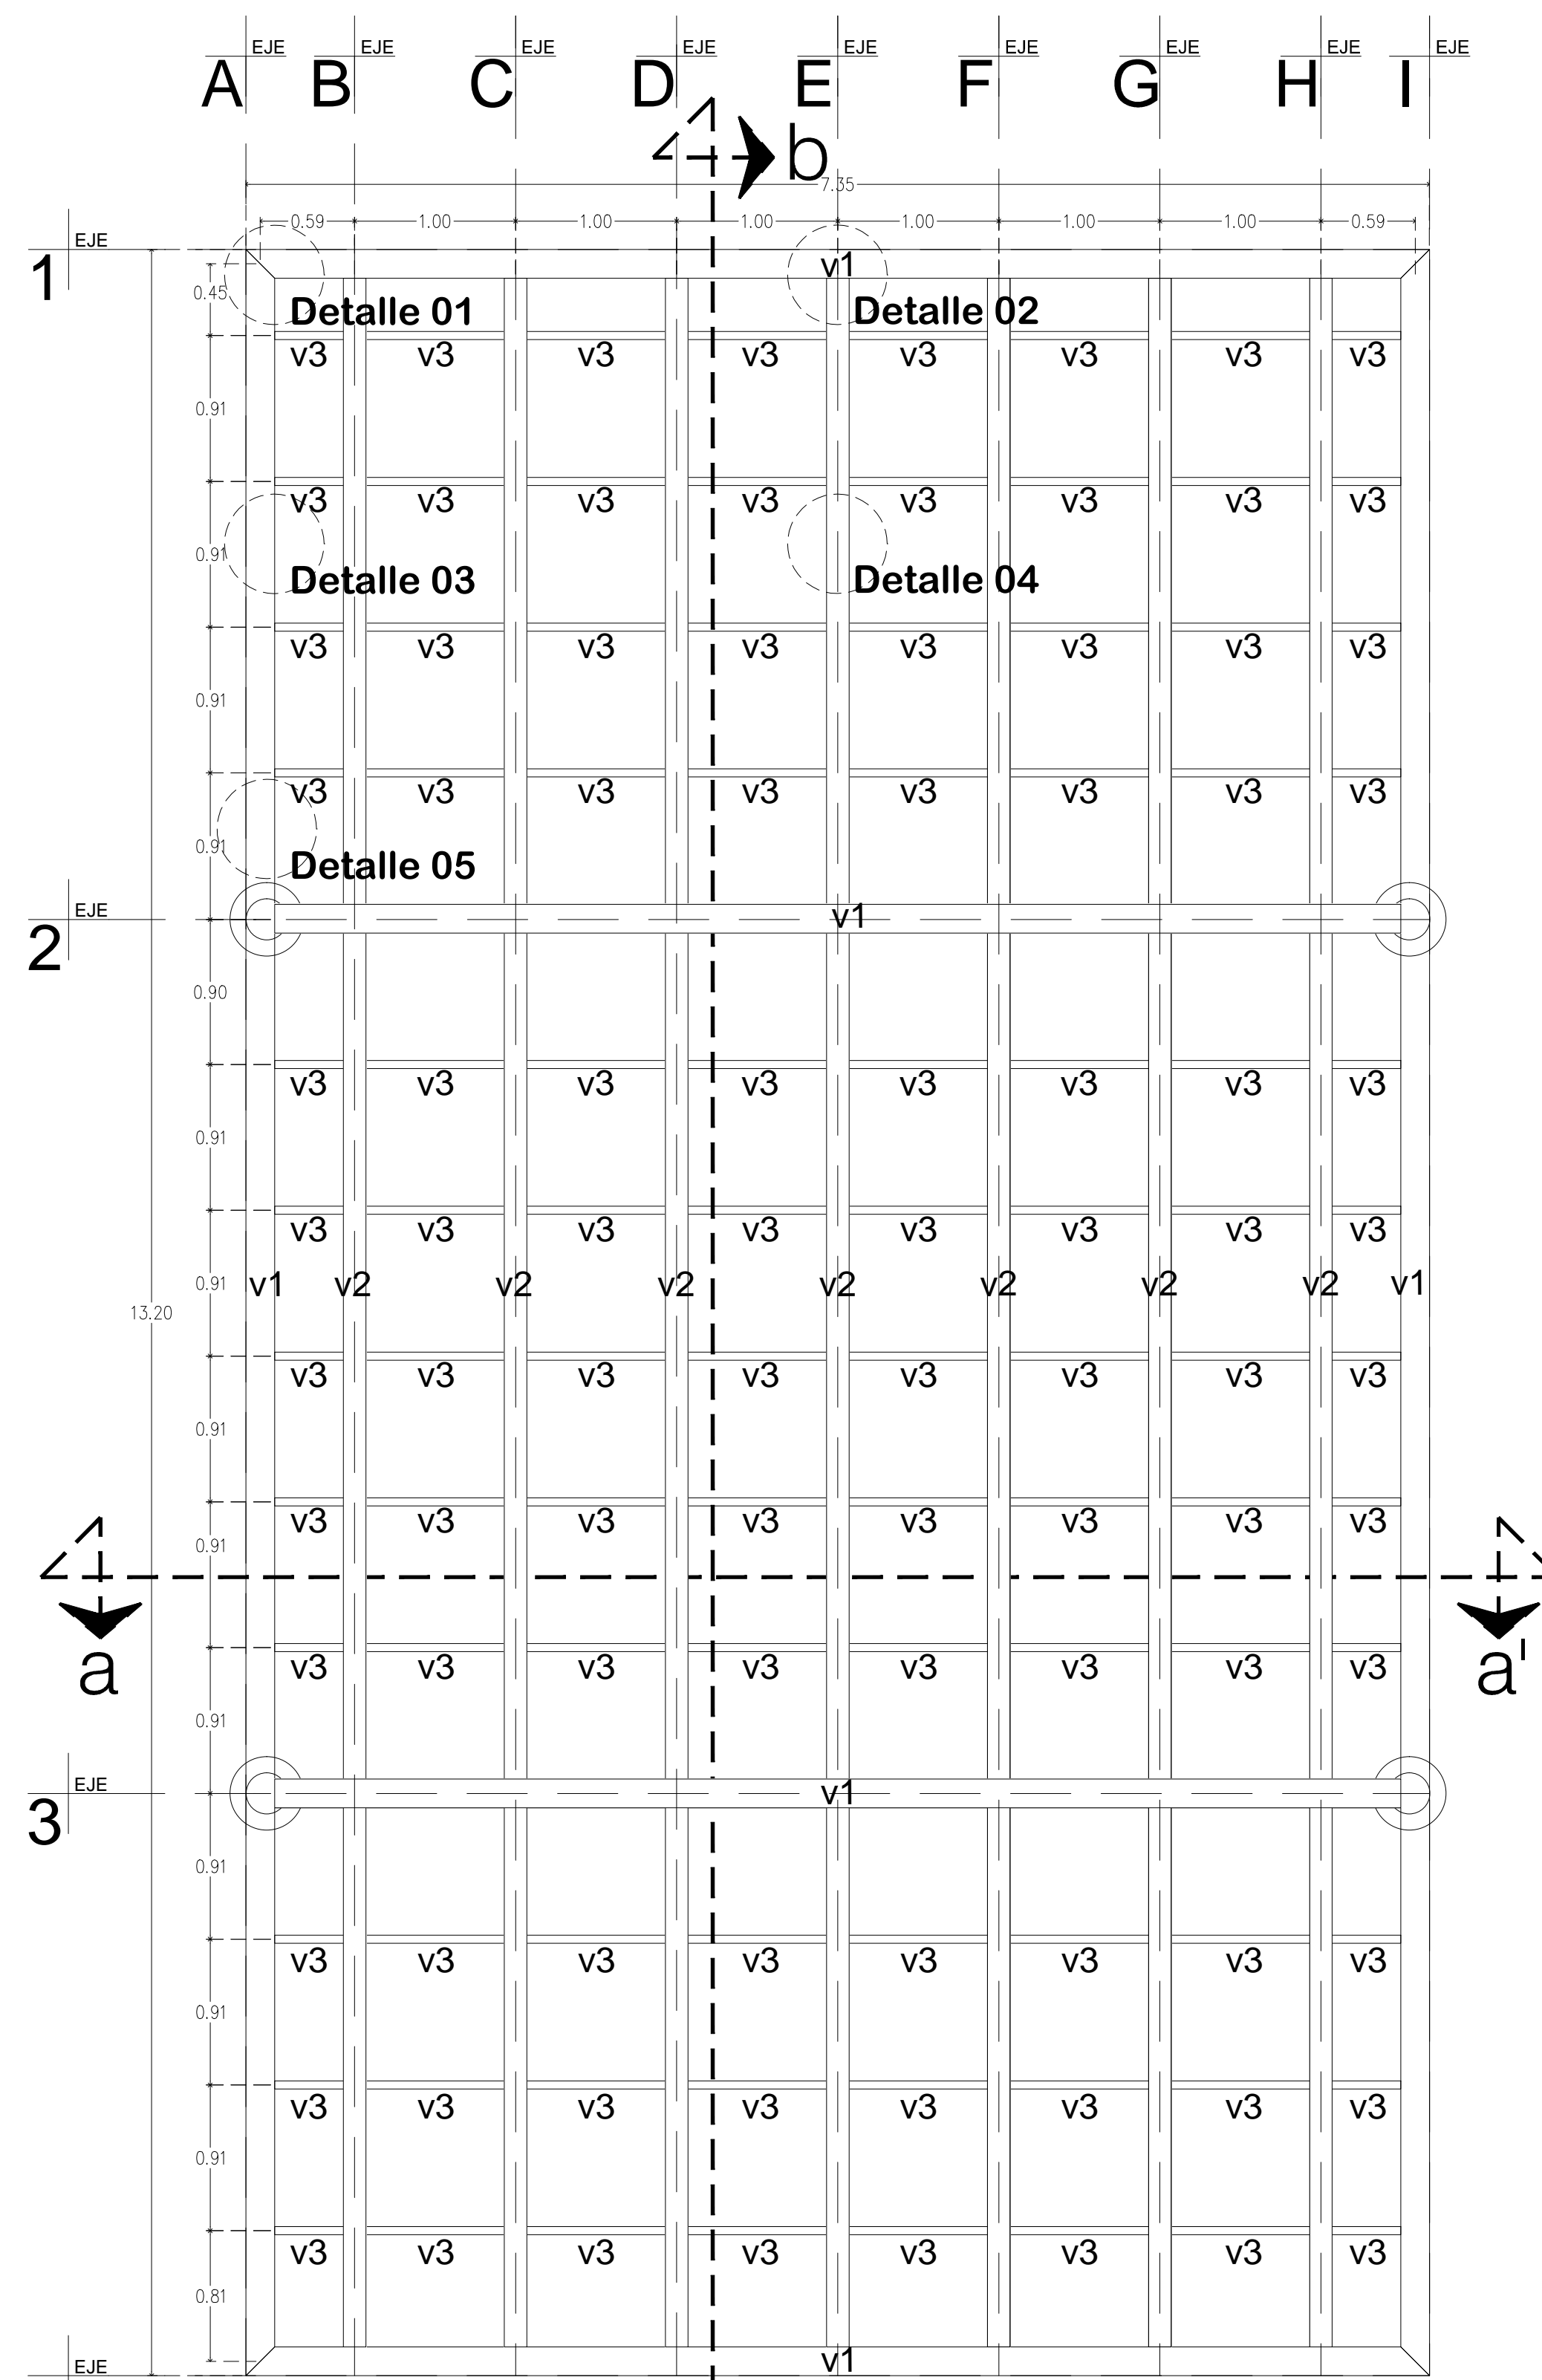 EJE EJE EJE EJE EJE EJE EJE EJE EJE
A B C D E F G H I
b
7.35
0.59 1.00 1.00 1.00 1.00 1.00 1.00 0.59
EJE
1
v1
0.45
Detalle 01 Detalle 02
v3 v3 v3 v3 v3 v3 v3 v3
0.91
v3 v3 v3 v3 v3 v3 v3 v3
0.91
Detalle 03 Detalle 04
v3 v3 v3 v3 v3 v3 v3 v3
0.91
v3 v3 v3 v3 v3 v3 v3 v3
0.91
Detalle 05
EJE
2
v1
0.90
v3 v3 v3 v3 v3 v3 v3 v3
0.91
v3 v3 v3 v3 v3 v3 v3 v3
0.91 v1 v2 v2 v2 v2 v2 v2 v2 v1
13.20
v3 v3 v3 v3 v3 v3 v3 v3
0.91
v3 v3 v3 v3 v3 v3 v3 v3
0.91
a a'
v3 v3 v3 v3 v3 v3 v3 v3
0.91
EJE
3
v1
0.91
v3 v3 v3 v3 v3 v3 v3 v3
0.91
v3 v3 v3 v3 v3 v3 v3 v3
0.91
v3 v3 v3 v3 v3 v3 v3 v3
0.81
EJE
v1